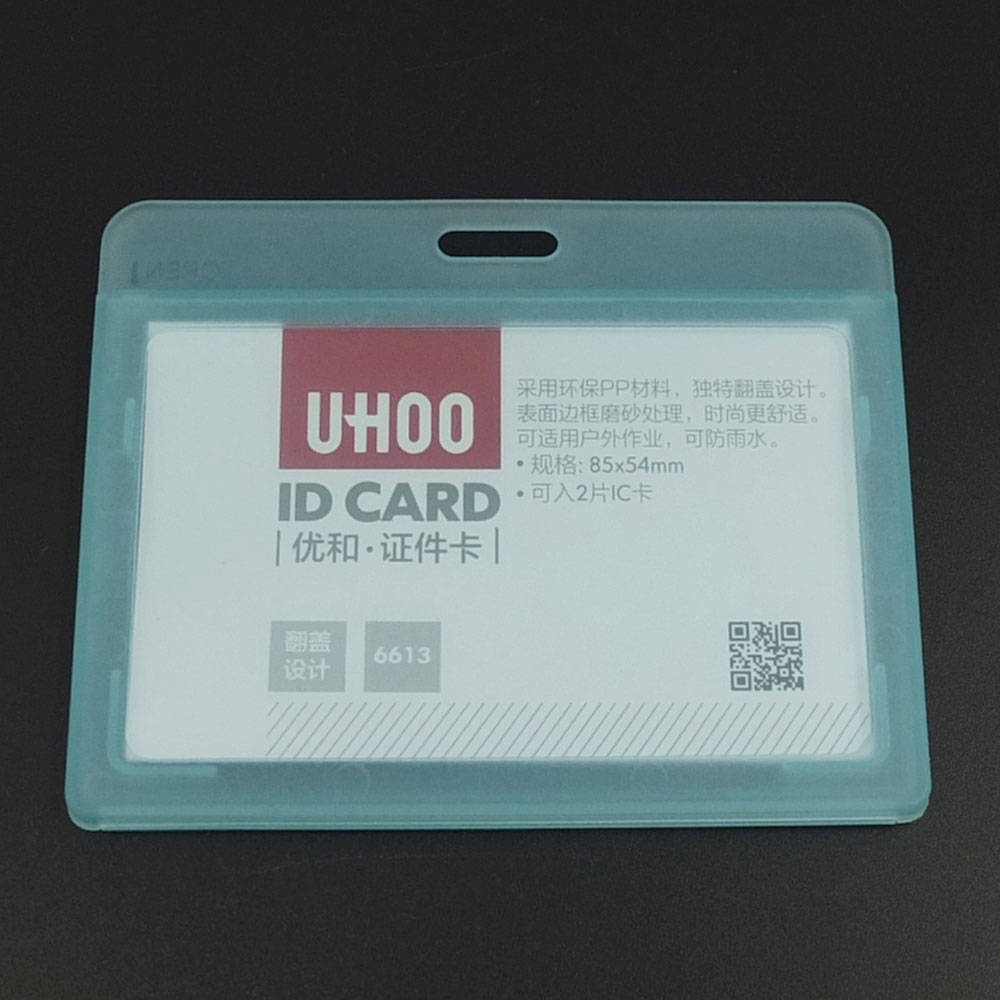 OPEN
UHOO
ID CARD
优和·证件卡
采用环保PP材料，独特翻盖设计。
表面边框磨砂处理，时尚更舒适。
可适用户外作业，可防雨水。
• 规格: 85x54mm
• 可入2片IC卡
翻盖
设计
6613